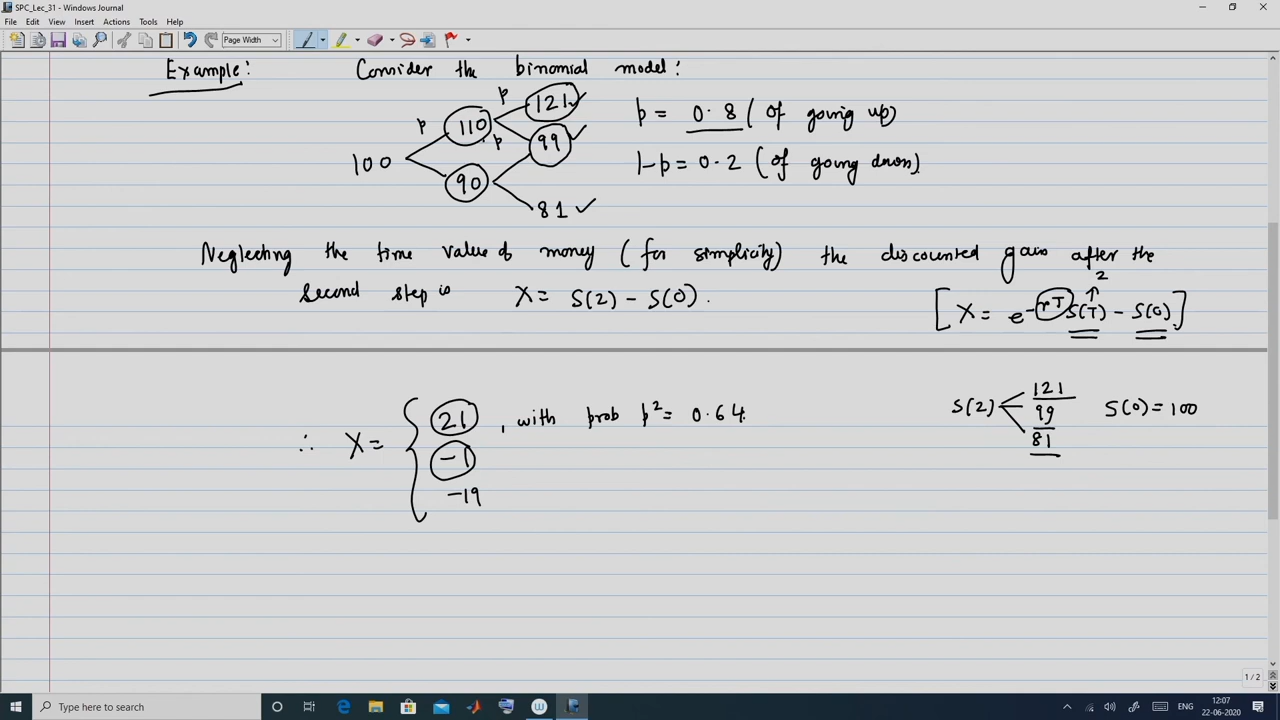 SPC_Lec_31 - Windows Journal
File Edit View Insert Actions Tools Help
Page Width
Example: Consider the binomial model:
100 110 90 121 99 81
p p p
p = 0.8 (of going up)
1-p = 0.2 (of going down)
Neglecting the time value of money (for simplicity) the discounted gain after the
second step is X = S(2) - S(0).
2
[X = e^{-rT} S(T) - S(0)]
∴ X = { 21 , with prob p² = 0.64
-1
-19
S(2) 121 99 81 S(0) = 100
1/2
Type here to search
ENG
12:07
22-06-2020